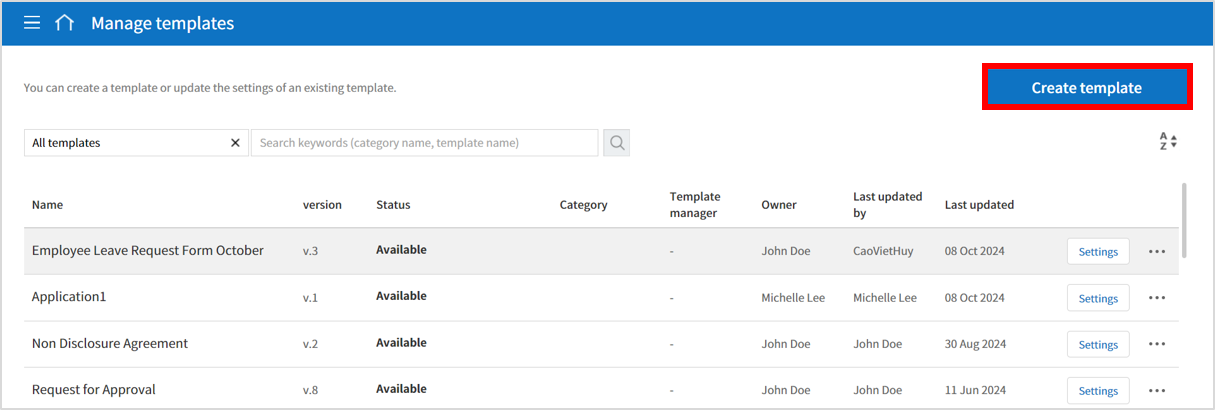 Manage templates
You can create a template or update the settings of an existing template.
Create template
All templates
Search keywords (category name, template name)
A
Z
Name version Status Category Template manager Owner Last updated by Last updated
Employee Leave Request Form October v.3 Available - John Doe CaoVietHuy 08 Oct 2024 Settings
Application1 v.1 Available - Michelle Lee Michelle Lee 08 Oct 2024 Settings
Non Disclosure Agreement v.2 Available - John Doe John Doe 30 Aug 2024 Settings
Request for Approval v.8 Available - John Doe John Doe 11 Jun 2024 Settings